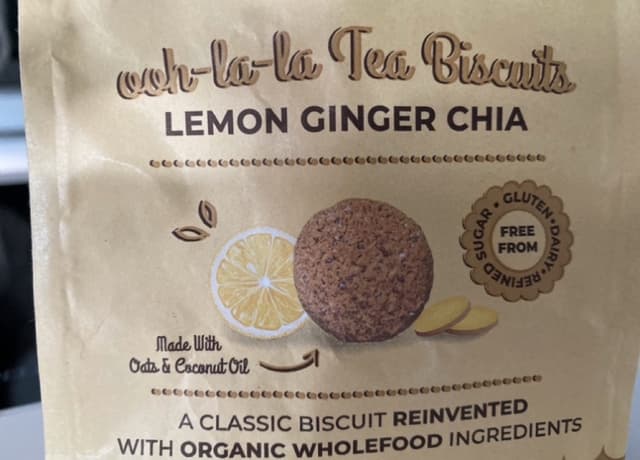 ooh-la-la Tea Biscuits
LEMON GINGER CHIA
GLUTEN • DAIRY • REFINED SUGAR •
FREE
FROM
Made With
Oats & Coconut Oil
A CLASSIC BISCUIT REINVENTED
WITH ORGANIC WHOLEFOOD INGREDIENTS